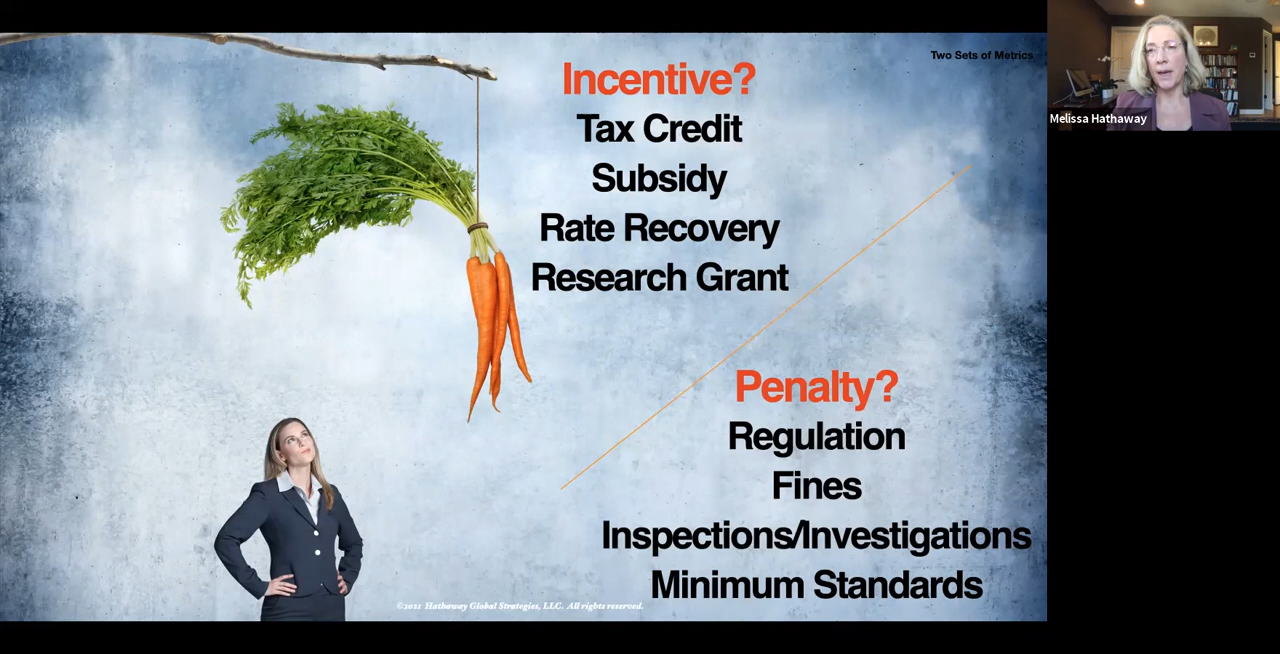 Two Sets of Metrics
Incentive?
Tax Credit
Subsidy
Rate Recovery
Research Grant
Penalty?
Regulation
Fines
Inspections/Investigations
Minimum Standards
©2021 Hathaway Global Strategies, LLC. All rights reserved.
Melissa Hathaway